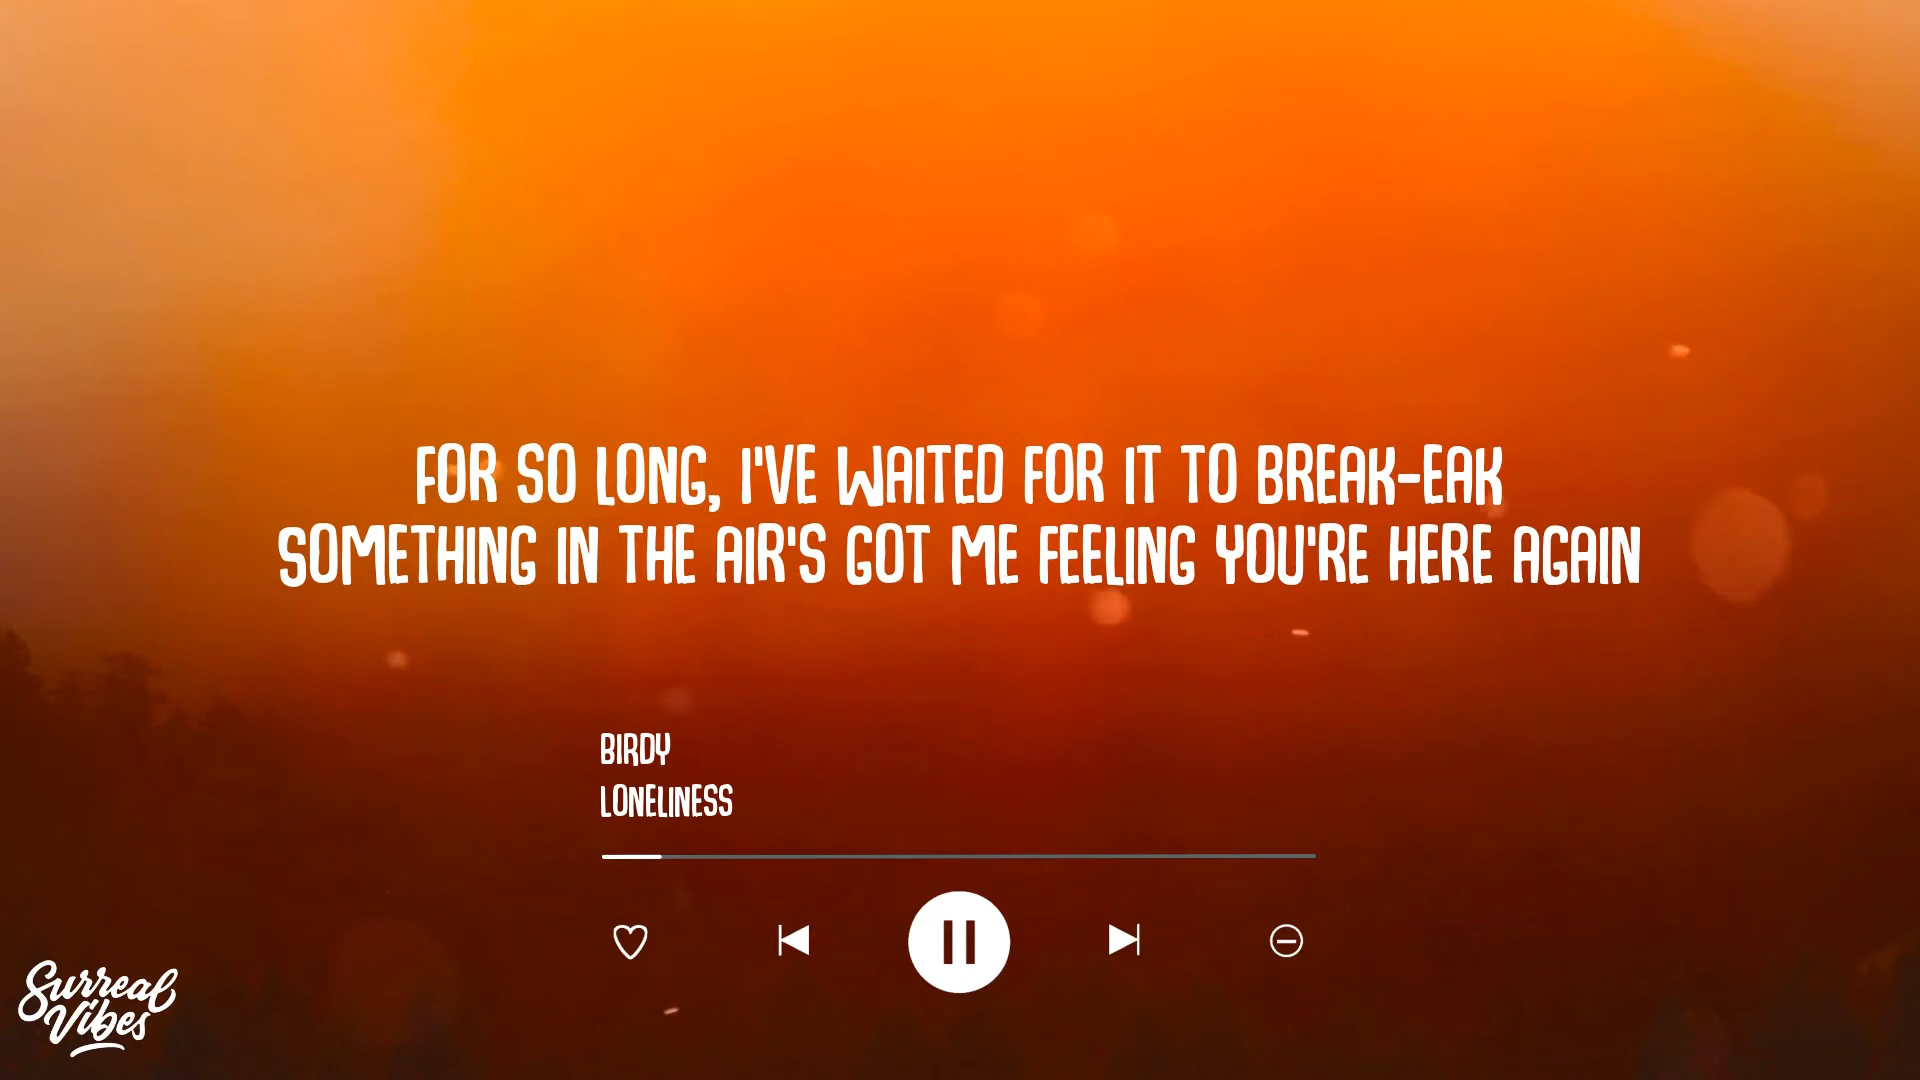 FOR SO LONG, I'VE WAITED FOR IT TO BREAK-EAK
SOMETHING IN THE AIR'S GOT ME FEELING YOU'RE HERE AGAIN
BIRDY
LONELINESS
Surreal
Vibes